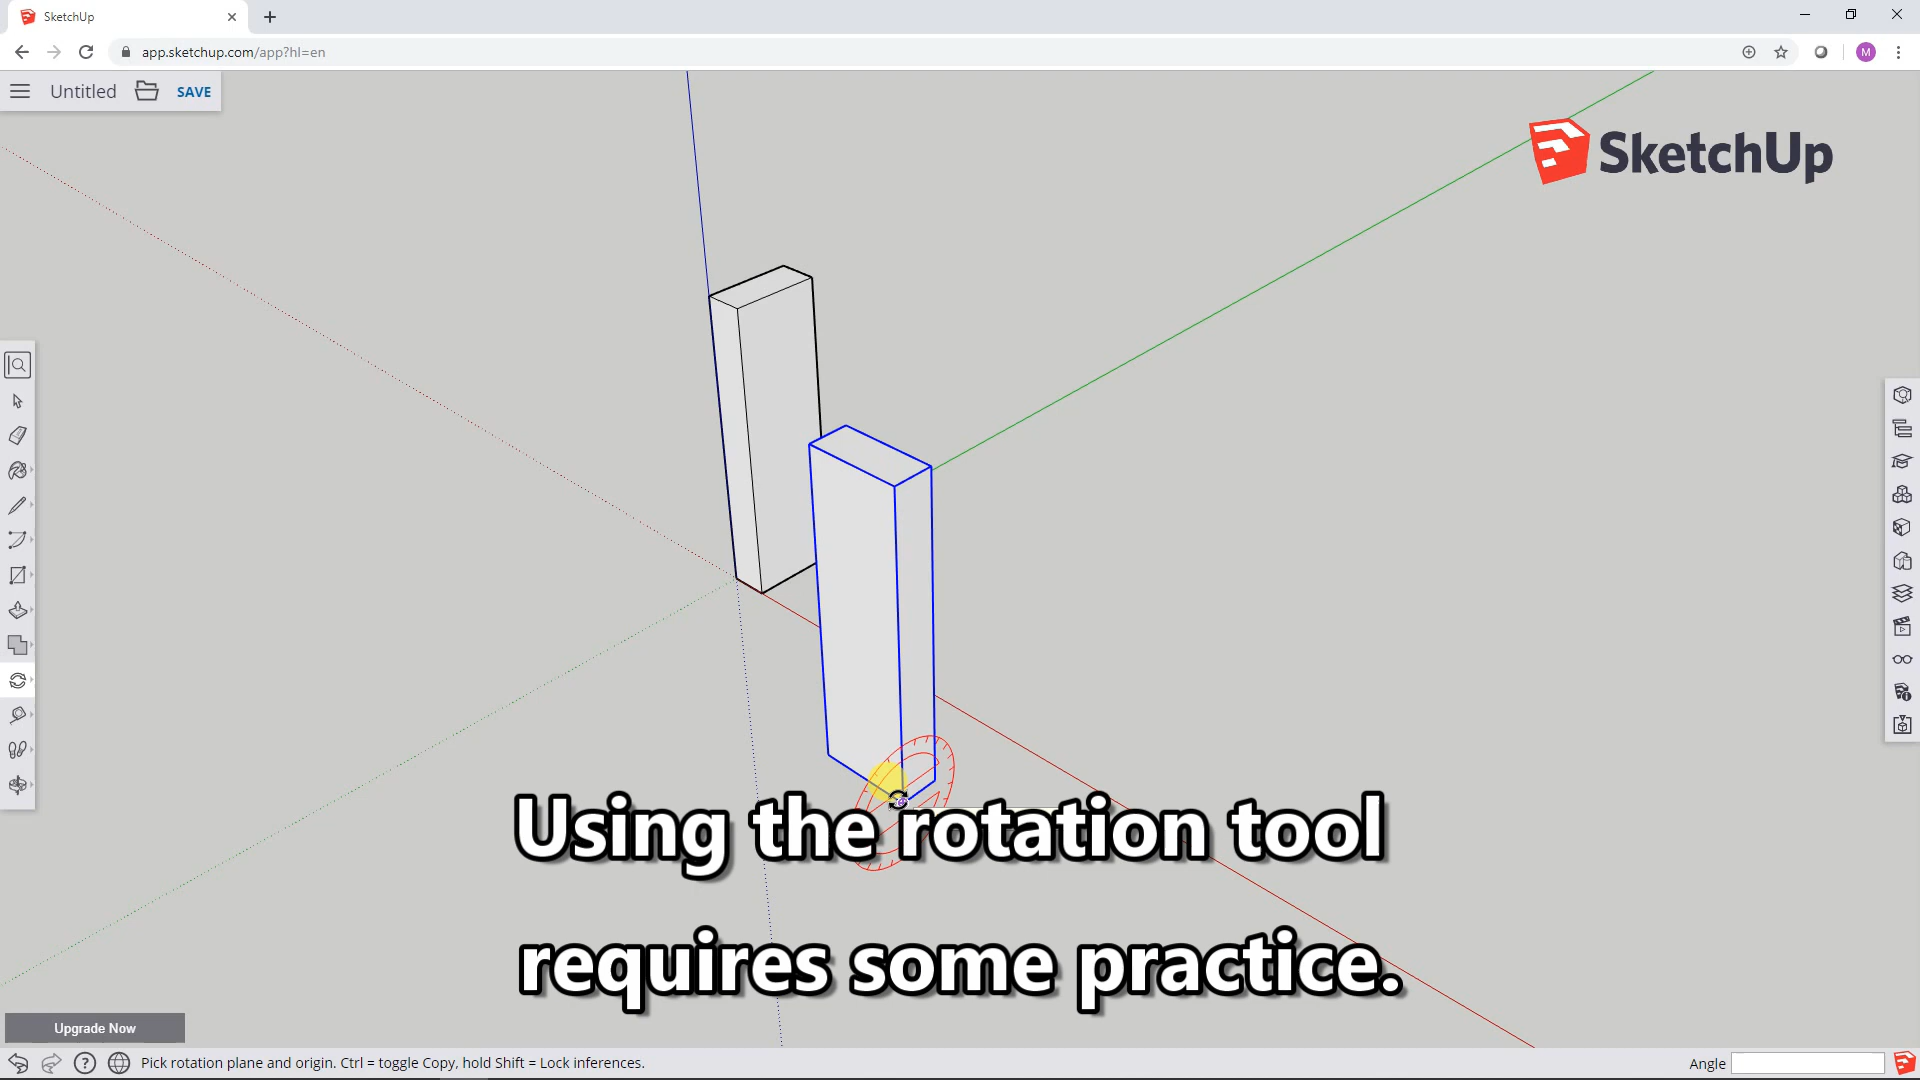 SketchUp
app.sketchup.com/app?hl=en
M
Untitled
SAVE
SketchUp
Using the rotation tool
requires some practice.
Upgrade Now
Pick rotation plane and origin. Ctrl = toggle Copy, hold Shift = Lock inferences.
Angle